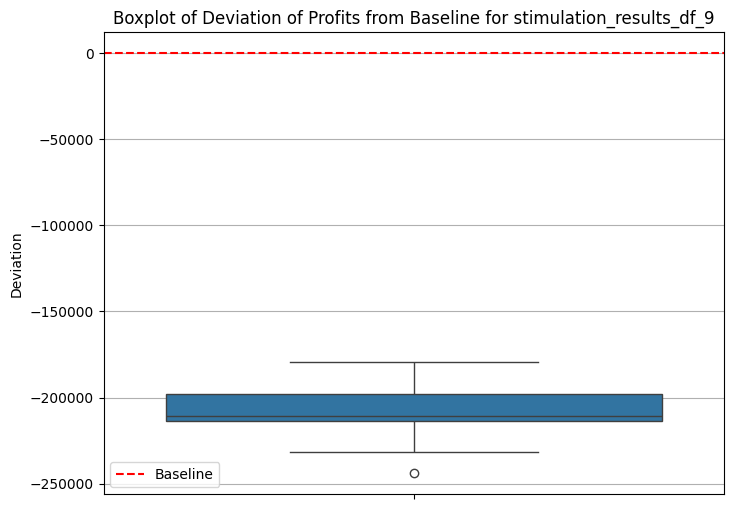 Boxplot of Deviation of Profits from Baseline for stimulation_results_df_9
0
−50000
−100000
−150000
−200000
−250000
Deviation
Baseline